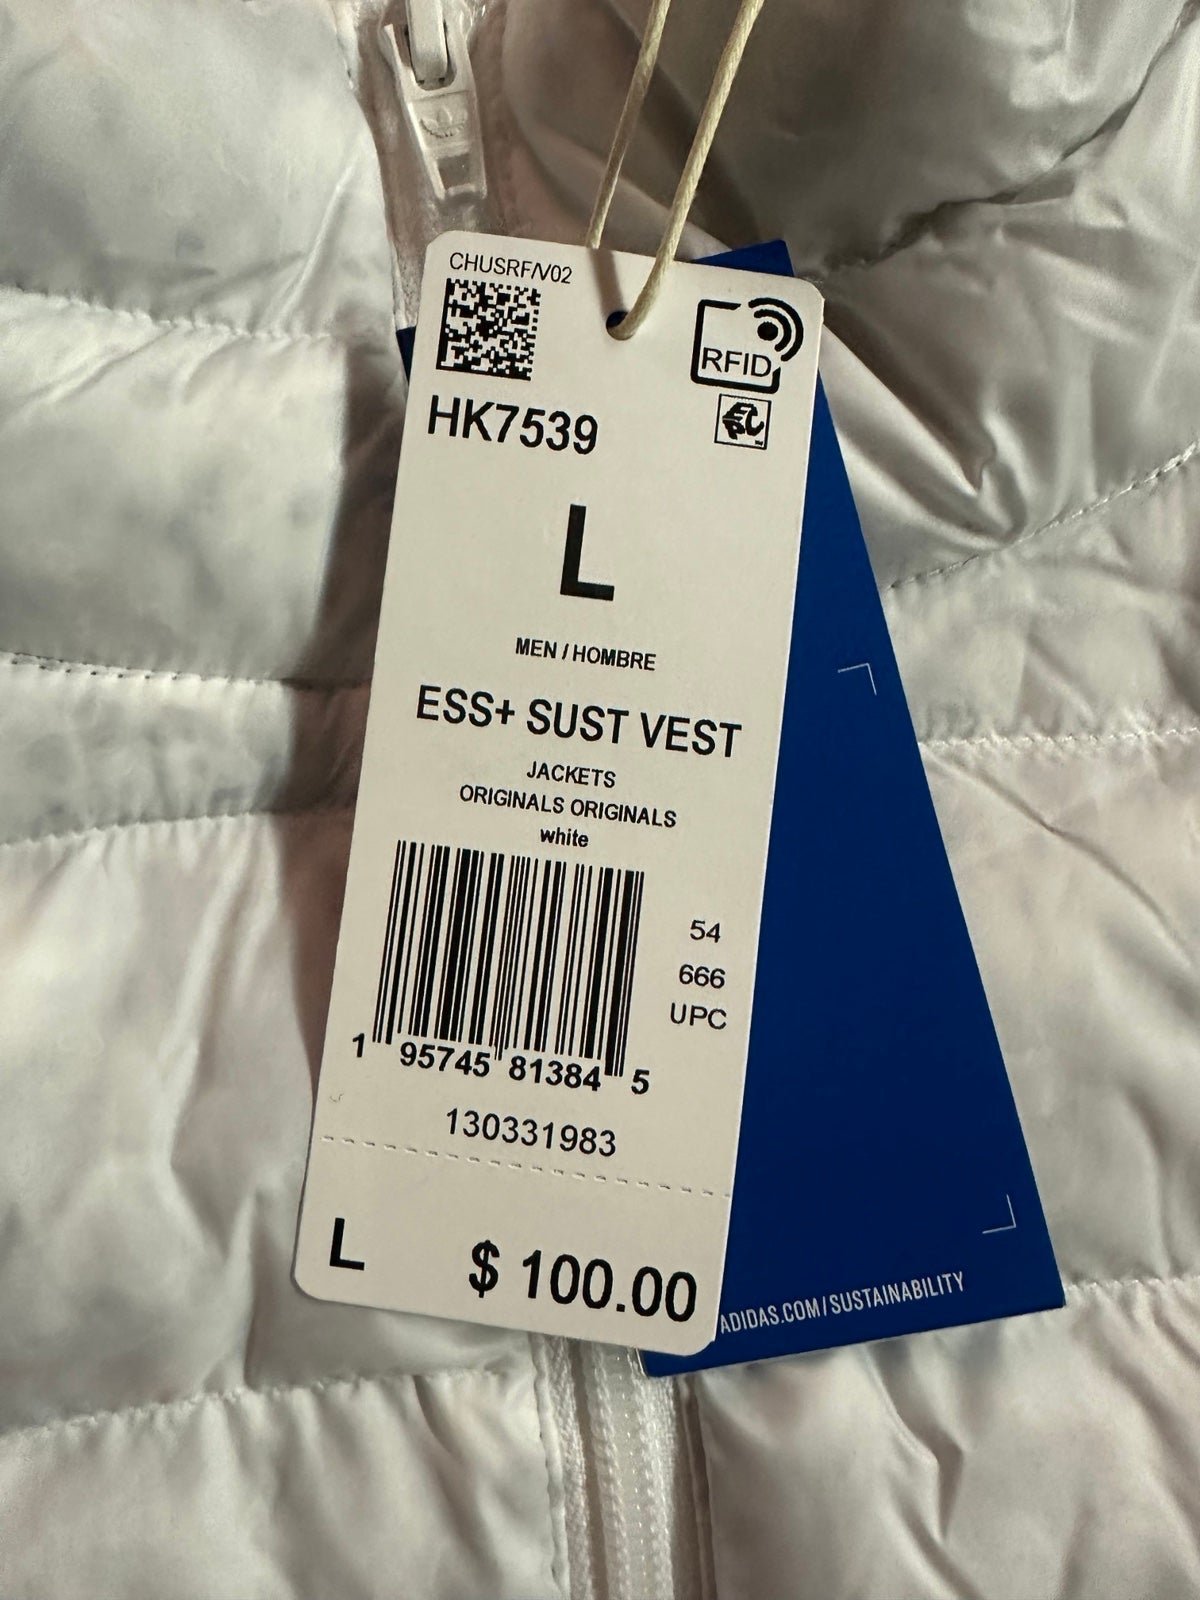 CHUSRF/V02
RFID
HK7539
EPC
L
MEN / HOMBRE
ESS+ SUST VEST
JACKETS
ORIGINALS ORIGINALS
white
54
666
UPC
1 95745 81384 5
130331983
L $ 100.00
ADIDAS.COM/SUSTAINABILITY